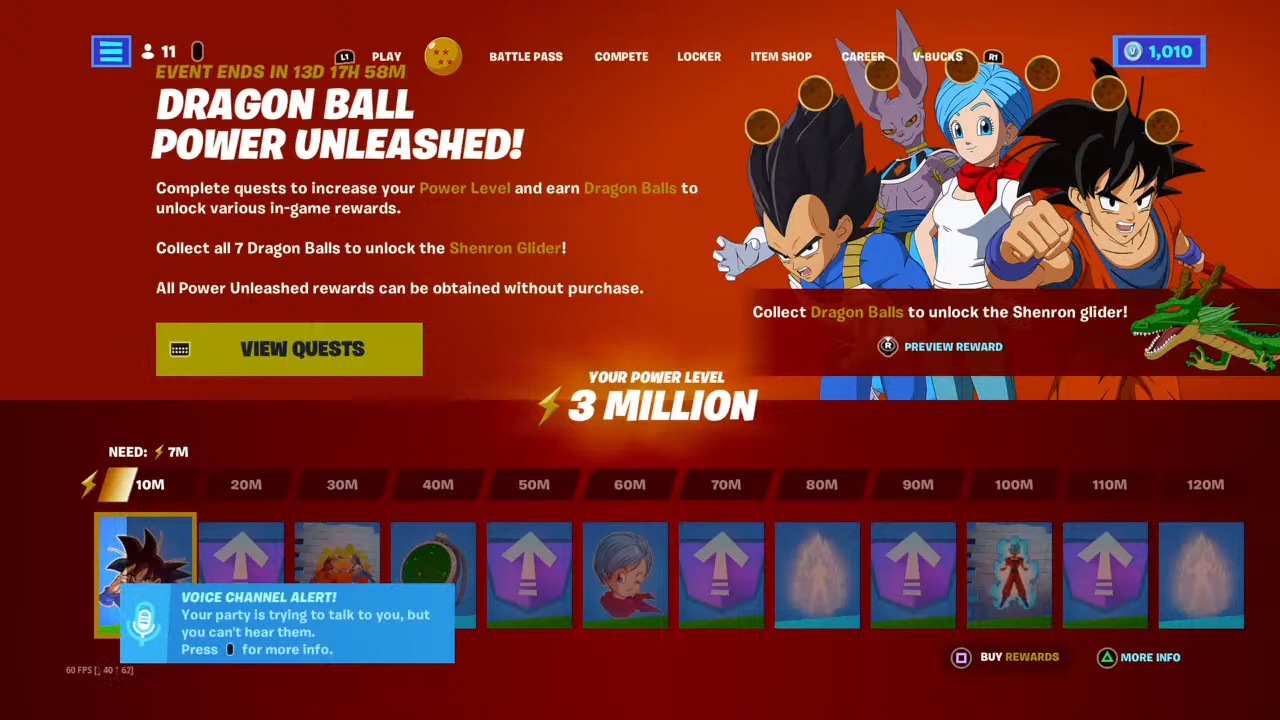 11
L1 PLAY BATTLE PASS COMPETE LOCKER ITEM SHOP CAREER V-BUCKS R1
1,010
EVENT ENDS IN 13D 17H 58M
DRAGON BALL
POWER UNLEASHED!
Complete quests to increase your Power Level and earn Dragon Balls to
unlock various in-game rewards.
Collect all 7 Dragon Balls to unlock the Shenron Glider!
All Power Unleashed rewards can be obtained without purchase.
VIEW QUESTS
Collect Dragon Balls to unlock the Shenron glider!
R PREVIEW REWARD
YOUR POWER LEVEL
3 MILLION
NEED: 7M
10M 20M 30M 40M 50M 60M 70M 80M 90M 100M 110M 120M
VOICE CHANNEL ALERT!
Your party is trying to talk to you, but
you can't hear them.
Press for more info.
BUY REWARDS
MORE INFO
60 FPS [↓ 40 ↑ 62]